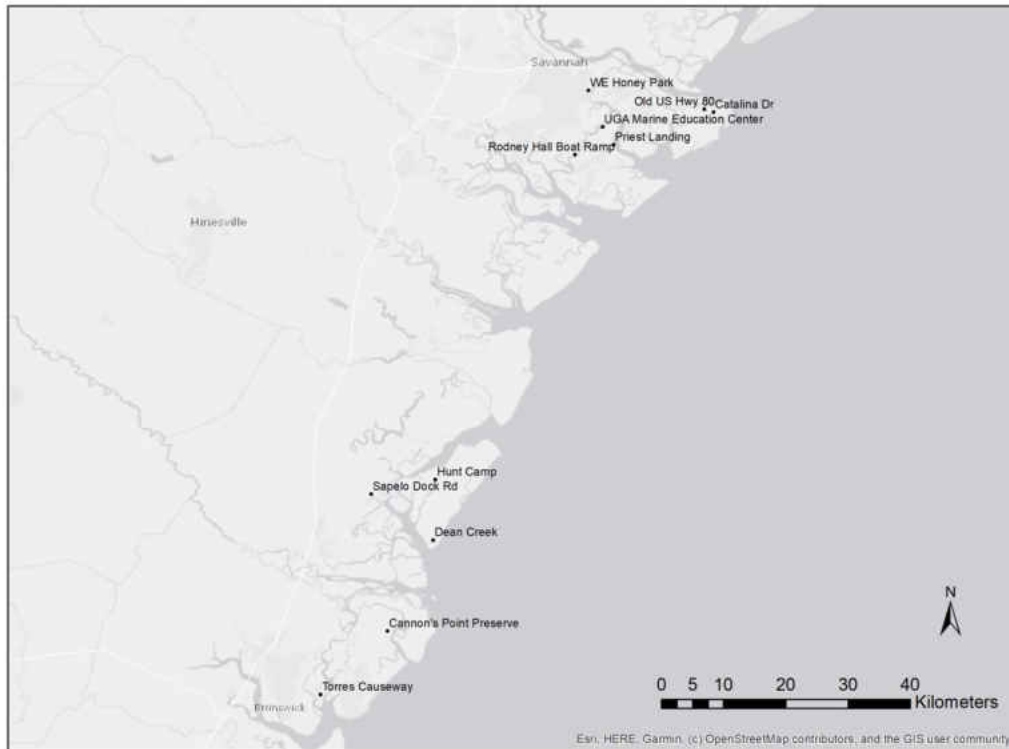 Savannah
WE Honey Park
Old US Hwy 80
Catalina Dr
UGA Marine Education Center
Priest Landing
Rodney Hall Boat Ramp
Hinesville
Hunt Camp
Sapelo Dock Rd
Dean Creek
N
Cannon's Point Preserve
0 5 10 20 30 40
Kilometers
Torres Causeway
Brunswick
Esri, HERE, Garmin, (c) OpenStreetMap contributors, and the GIS user community